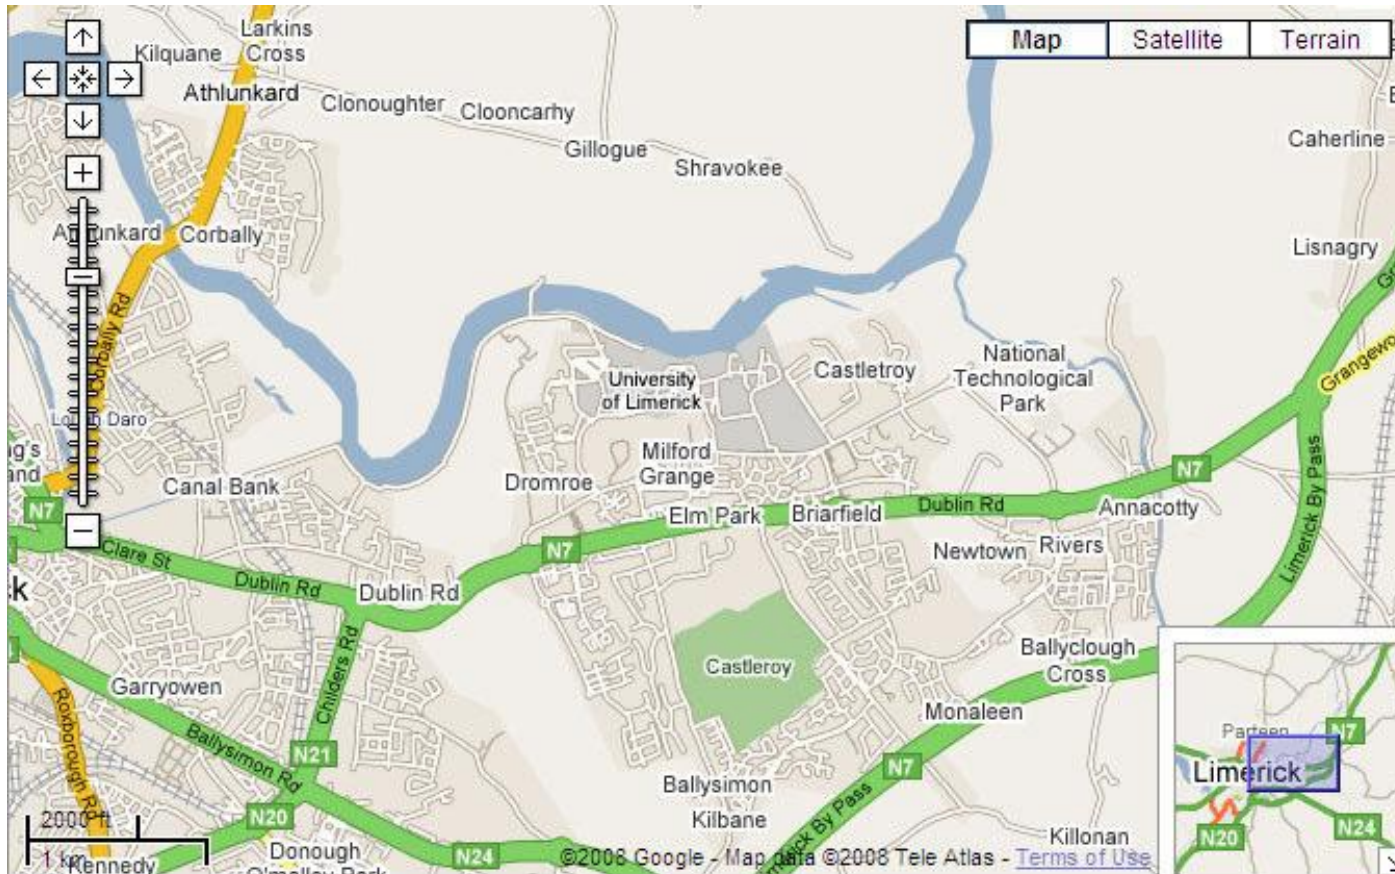 Larkins
Cross
Kilquane
Map
Satellite
Terrain
Athlunkard
Clonoughter
Clooncarhy
Gillogue
Shravokee
Caherline
Corbally
Lisnagry
Corbally Rd
University
of Limerick
Castletroy
National
Technological
Park
Milford
Grange
Canal Bank
Dromroe
N7
N7
Elm Park
Briarfield
Dublin Rd
Annacotty
Limerick By Pass
Clare St
N7
Newtown
Rivers
Dublin Rd
Dublin Rd
Childers Rd
Castleroy
Ballyclough
Cross
Garryowen
Monaleen
Roxborough Rd
Ballysimon Rd
N21
N7
Parteen
N7
Limerick
Ballysimon
Kilbane
N20
N24
2000 ft
N20
Killonan
Donough
N24
1 km
Kennedy
©2008 Google - Map data ©2008 Tele Atlas - Terms of Use